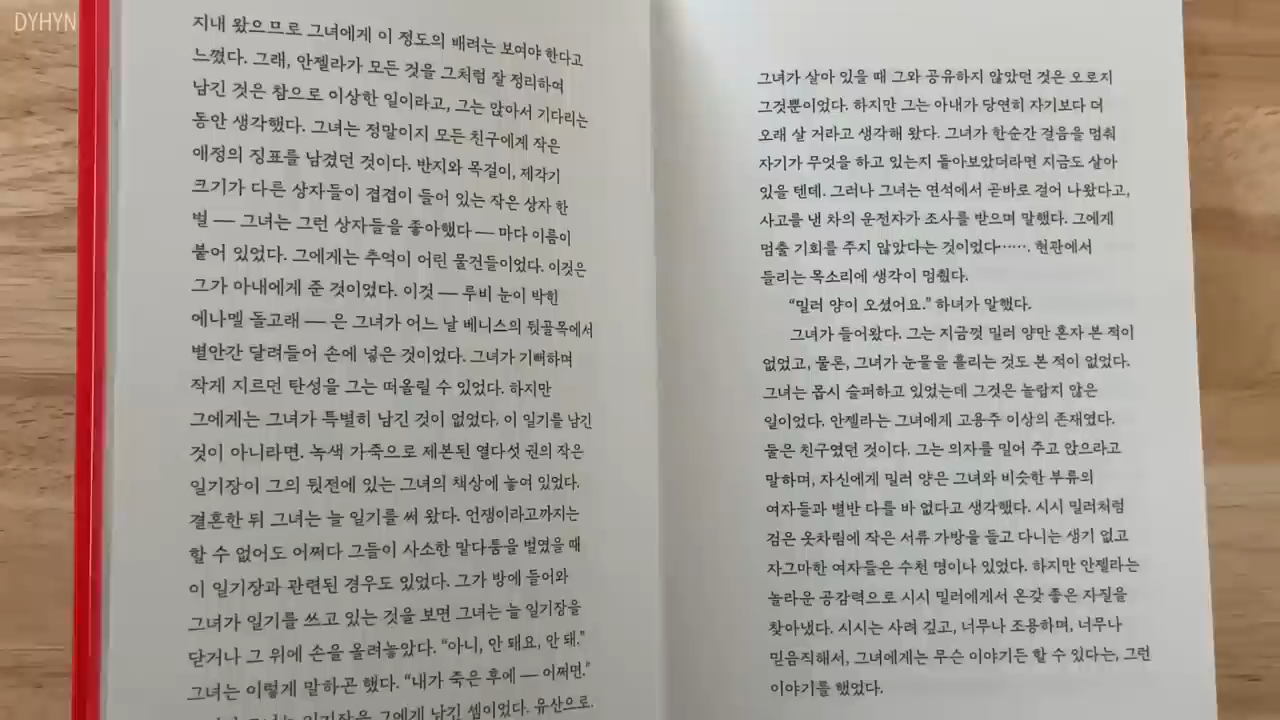 DYHYN
지내 왔으므로 그녀에게 이 정도의 배려는 보여야 한다고
느꼈다. 그래, 안젤라가 모든 것을 그처럼 잘 정리하여
남긴 것은 참으로 이상한 일이라고, 그는 앉아서 기다리는
동안 생각했다. 그녀는 정말이지 모든 친구에게 작은
애정의 징표를 남겼던 것이다. 반지와 목걸이, 제각기
크기가 다른 상자들이 겹겹이 들어 있는 작은 상자 한
벌 — 그녀는 그런 상자들을 좋아했다 — 마다 이름이
붙어 있었다. 그에게는 추억이 어린 물건들이었다. 이것은
그가 아내에게 준 것이었다. 이것 — 루비 눈이 박힌
에나멜 돌고래 — 은 그녀가 어느 날 베니스의 뒷골목에서
별안간 달려들어 손에 넣은 것이었다. 그녀가 기뻐하며
작게 지르던 탄성을 그는 떠올릴 수 있었다. 하지만
그에게는 그녀가 특별히 남긴 것이 없었다. 이 일기를 남긴
것이 아니라면. 녹색 가죽으로 제본된 열다섯 권의 작은
일기장이 그의 뒷전에 있는 그녀의 책상에 놓여 있었다.
결혼한 뒤 그녀는 늘 일기를 써 왔다. 언쟁이라고까지는
할 수 없어도 어쩌다 그들이 사소한 말다툼을 벌였을 때
이 일기장과 관련된 경우도 있었다. 그가 방에 들어와
그녀가 일기를 쓰고 있는 것을 보면 그녀는 늘 일기장을
닫거나 그 위에 손을 올려놓았다. “아니, 안 돼요, 안 돼.”
그녀는 이렇게 말하곤 했다. “내가 죽은 후에 — 어쩌면.”
일기장을 그에게 남긴 셈이었다. 유산으로.
그녀가 살아 있을 때 그와 공유하지 않았던 것은 오로지
그것뿐이었다. 하지만 그는 아내가 당연히 자기보다 더
오래 살 거라고 생각해 왔다. 그녀가 한순간 걸음을 멈춰
자기가 무엇을 하고 있는지 돌아보았더라면 지금도 살아
있을 텐데. 그러나 그녀는 연석에서 곧바로 걸어 나왔다고,
사고를 낸 차의 운전자가 조사를 받으며 말했다. 그에게
멈출 기회를 주지 않았다는 것이었다……. 현관에서
들리는 목소리에 생각이 멈췄다.
“밀러 양이 오셨어요.” 하녀가 말했다.
그녀가 들어왔다. 그는 지금껏 밀러 양만 혼자 본 적이
없었고, 물론, 그녀가 눈물을 흘리는 것도 본 적이 없었다.
그녀는 몹시 슬퍼하고 있었는데 그것은 놀랍지 않은
일이었다. 안젤라는 그녀에게 고용주 이상의 존재였다.
둘은 친구였던 것이다. 그는 의자를 밀어 주고 앉으라고
말하며, 자신에게 밀러 양은 그녀와 비슷한 부류의
여자들과 별반 다를 바 없다고 생각했다. 시시 밀러처럼
검은 옷차림에 작은 서류 가방을 들고 다니는 생기 없고
자그마한 여자들은 수천 명이나 있었다. 하지만 안젤라는
놀라운 공감력으로 시시 밀러에게서 온갖 좋은 자질을
찾아냈다. 시시는 사려 깊고, 너무나 조용하며, 너무나
믿음직해서, 그녀에게는 무슨 이야기든 할 수 있다는, 그런
이야기를 했었다.